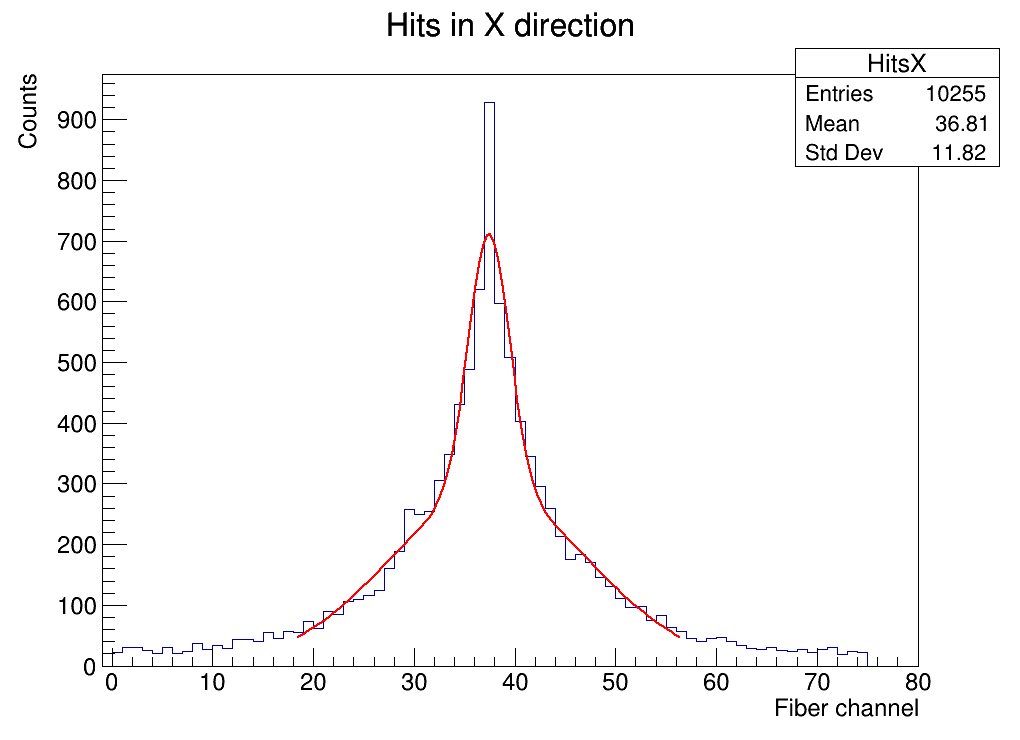 Hits in X direction
HitsX
Entries 10255
Mean 36.81
Std Dev 11.82
Counts
900
800
700
600
500
400
300
200
100
0
0 10 20 30 40 50 60 70 80
Fiber channel